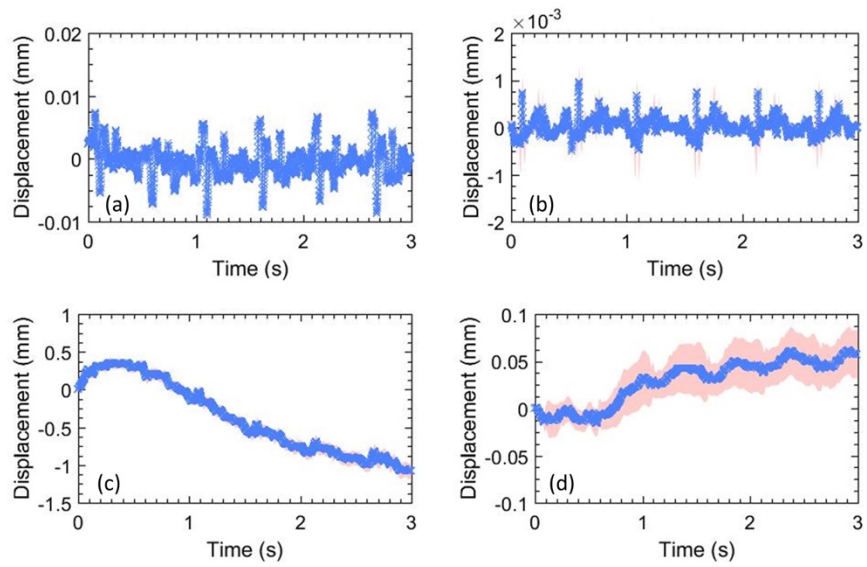 0.02
0.01
0
-0.01
Displacement (mm)
(a)
0 1 2 3
Time (s)
× 10⁻³
2
1
0
-1
-2
Displacement (mm)
(b)
0 1 2 3
Time (s)
1
0.5
0
-0.5
-1
-1.5
Displacement (mm)
(c)
0 1 2 3
Time (s)
0.1
0.05
0
-0.05
-0.1
Displacement (mm)
(d)
0 1 2 3
Time (s)